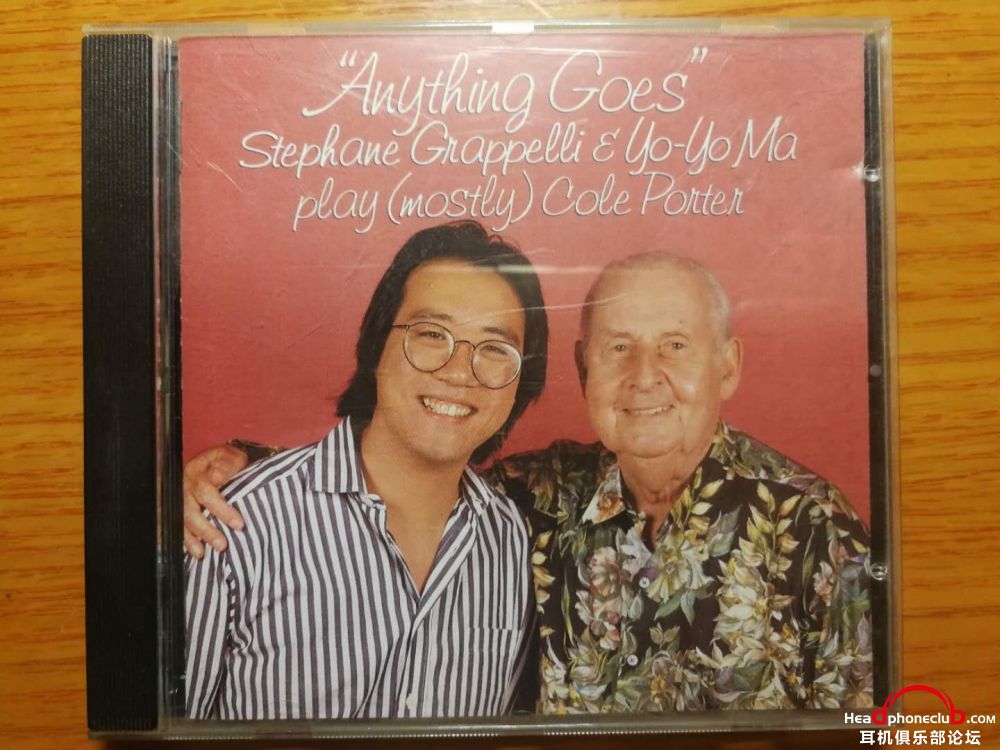 "Anything Goes"
Stephane Grappelli & Yo-Yo Ma
play (mostly) Cole Porter
Headphoneclub.com
耳机俱乐部论坛